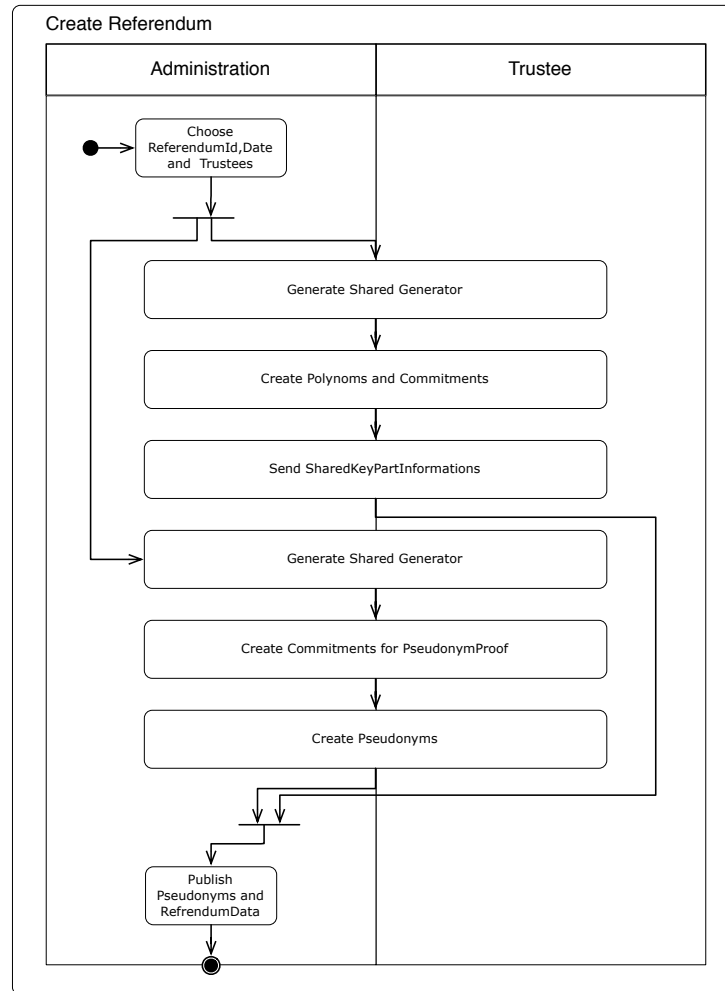 Create Referendum
Administration
Trustee
Choose
ReferendumId,Date
and Trustees
Generate Shared Generator
Create Polynoms and Commitments
Send SharedKeyPartInformations
Generate Shared Generator
Create Commitments for PseudonymProof
Create Pseudonyms
Publish
Pseudonyms and
RefrendumData